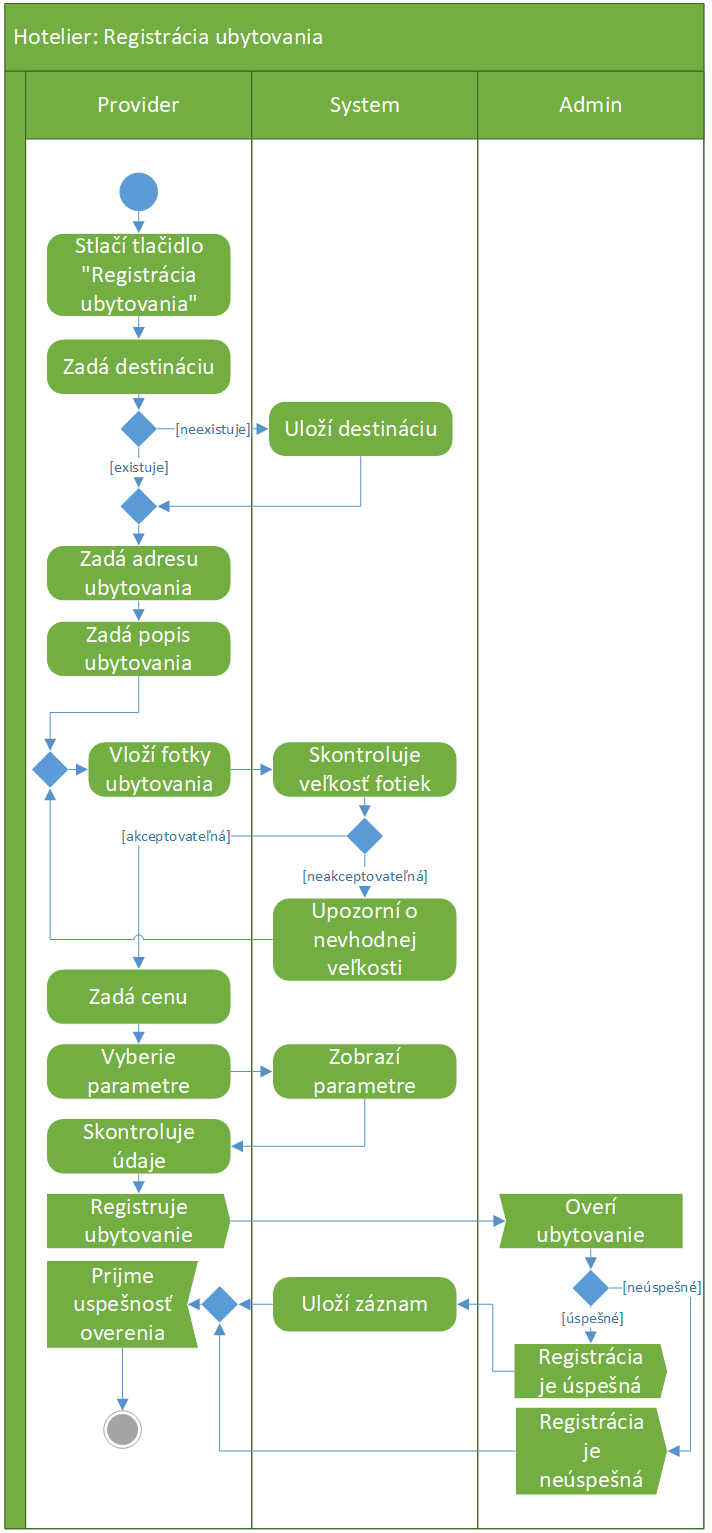 Hotelier: Registrácia ubytovania
Provider
System
Admin
Stlačí tlačidlo
"Registrácia
ubytovania"
Zadá destináciu
[neexistuje]
Uloží destináciu
[existuje]
Zadá adresu
ubytovania
Zadá popis
ubytovania
Vloží fotky
ubytovania
Skontroluje
veľkosť fotiek
[akceptovateľná]
[neakceptovateľná]
Upozorní o
nevhodnej
veľkosti
Zadá cenu
Vyberie
parametre
Zobrazí
parametre
Skontroluje
údaje
Registruje
ubytovanie
Overí
ubytovanie
[neúspešné]
[úspešné]
Prijme
uspešnosť
overenia
Uloží záznam
Registrácia
je úspešná
Registrácia
je
neúspešná